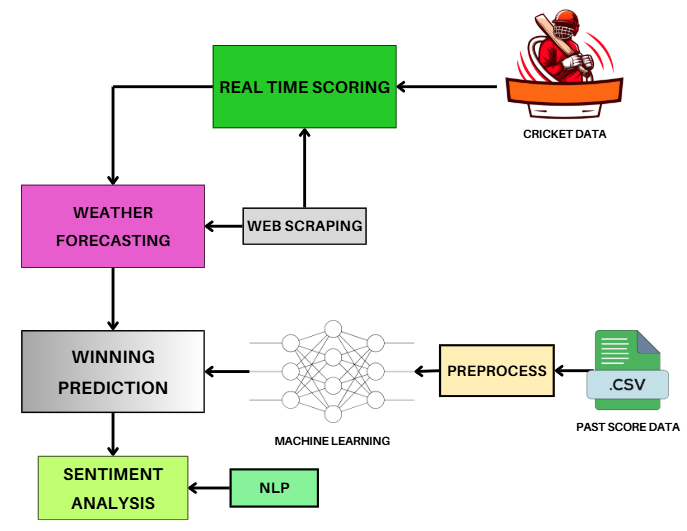 REAL TIME SCORING
CRICKET DATA
WEATHER
FORECASTING
WEB SCRAPING
WINNING
PREDICTION
PREPROCESS
.CSV
PAST SCORE DATA
MACHINE LEARNING
SENTIMENT
ANALYSIS
NLP